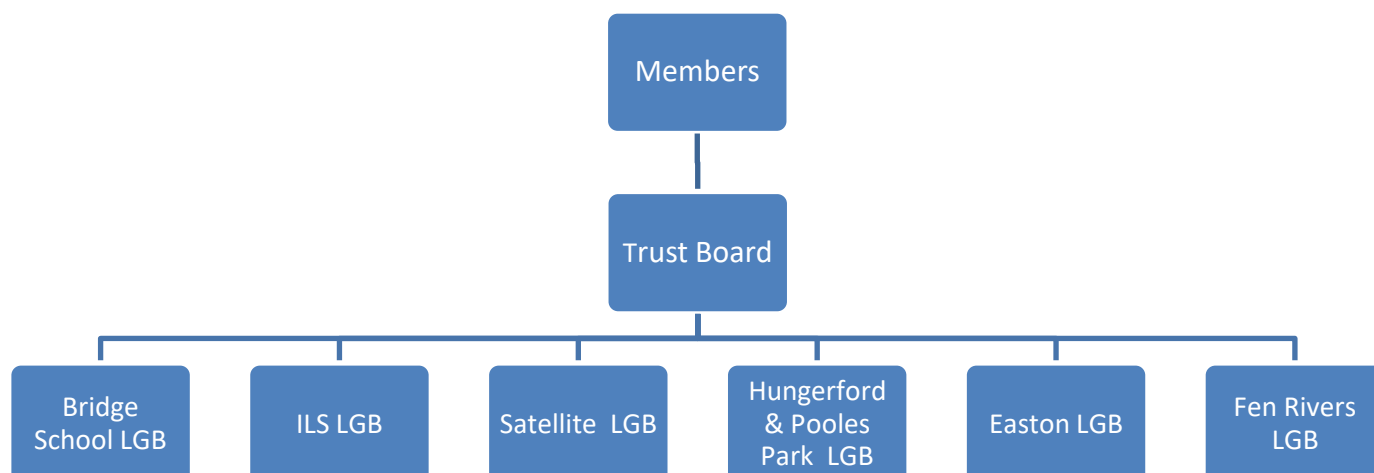 Members
Trust Board
Bridge
School LGB
ILS LGB
Satellite  LGB
Hungerford
& Pooles
Park  LGB
Easton LGB
Fen Rivers
LGB